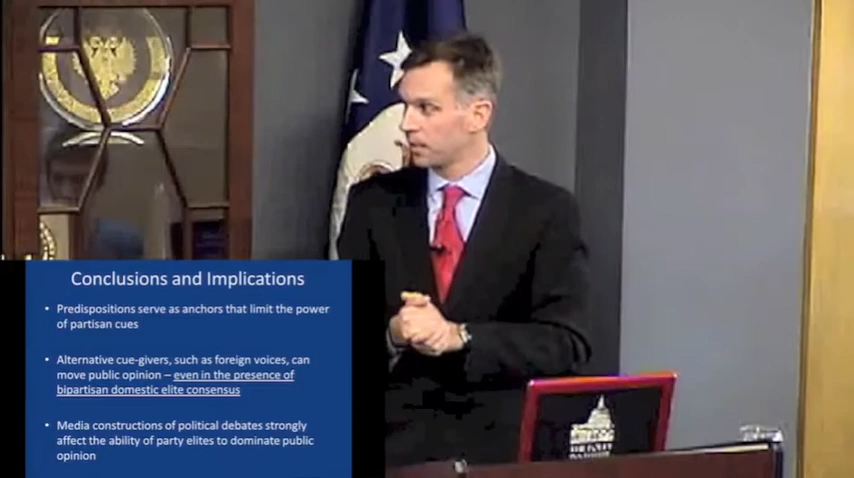 Conclusions and Implications
• Predispositions serve as anchors that limit the power
of partisan cues
• Alternative cue-givers, such as foreign voices, can
move public opinion – even in the presence of
bipartisan domestic elite consensus
• Media constructions of political debates strongly
affect the ability of party elites to dominate public
opinion